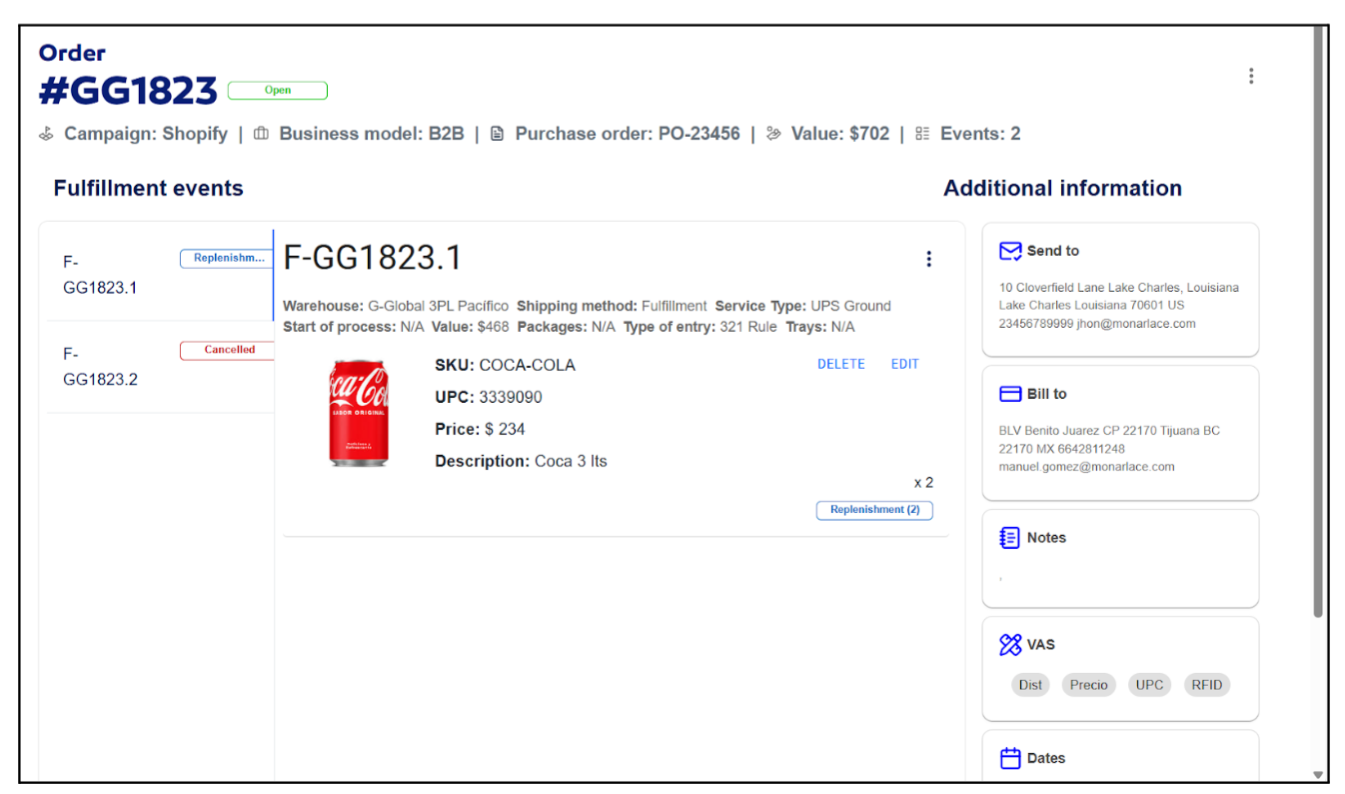 Order
#GG1823 Open
Campaign: Shopify | Business model: B2B | Purchase order: PO-23456 | Value: $702 | Events: 2
Fulfillment events
F-GG1823.1 Replenishm...
F-GG1823.2 Cancelled
F-GG1823.1
Warehouse: G-Global 3PL Pacífico Shipping method: Fulfillment Service Type: UPS Ground
Start of process: N/A Value: $468 Packages: N/A Type of entry: 321 Rule Trays: N/A
Coca-Col
SABOR ORIGINAL
SKU: COCA-COLA
DELETE EDIT
UPC: 3339090
Price: $ 234
Description: Coca 3 lts
x 2
Replenishment (2)
Additional information
Send to
10 Cloverfield Lane Lake Charles, Louisiana
Lake Charles Louisiana 70601 US
23456789999 jhon@monarlace.com
Bill to
BLV Benito Juarez CP 22170 Tijuana BC
22170 MX 6642811248
manuel.gomez@monarlace.com
Notes
,
VAS
Dist Precio UPC RFID
Dates